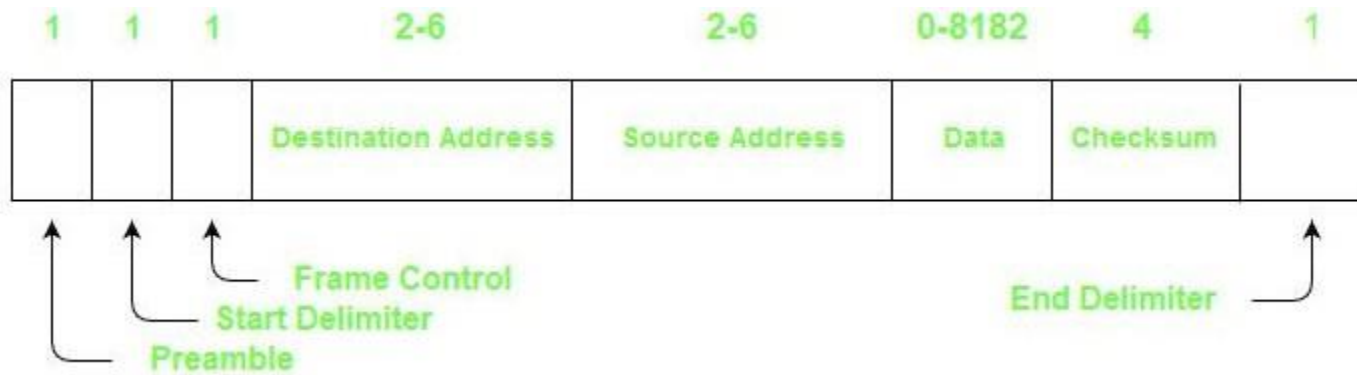 1 1 1 2-6 2-6 0-8182 4 1
Destination Address Source Address Data Checksum
Frame Control
End Delimiter
Start Delimiter
Preamble